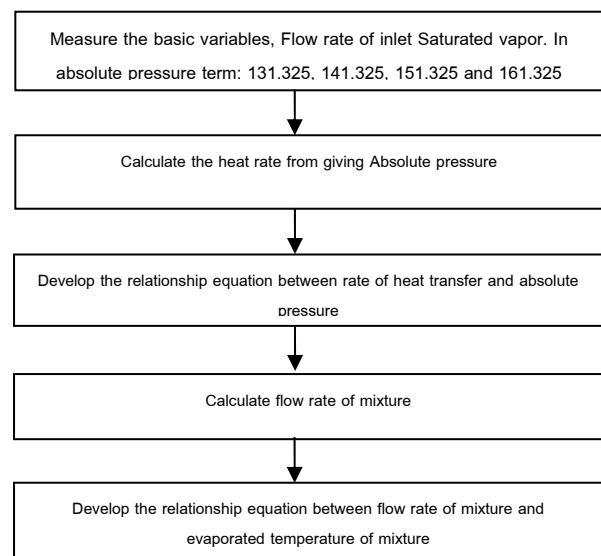 Measure the basic variables, Flow rate of inlet Saturated vapor. In
absolute pressure term: 131.325, 141.325, 151.325 and 161.325
Calculate the heat rate from giving Absolute pressure
Develop the relationship equation between rate of heat transfer and absolute
pressure
Calculate flow rate of mixture
Develop the relationship equation between flow rate of mixture and
evaporated temperature of mixture